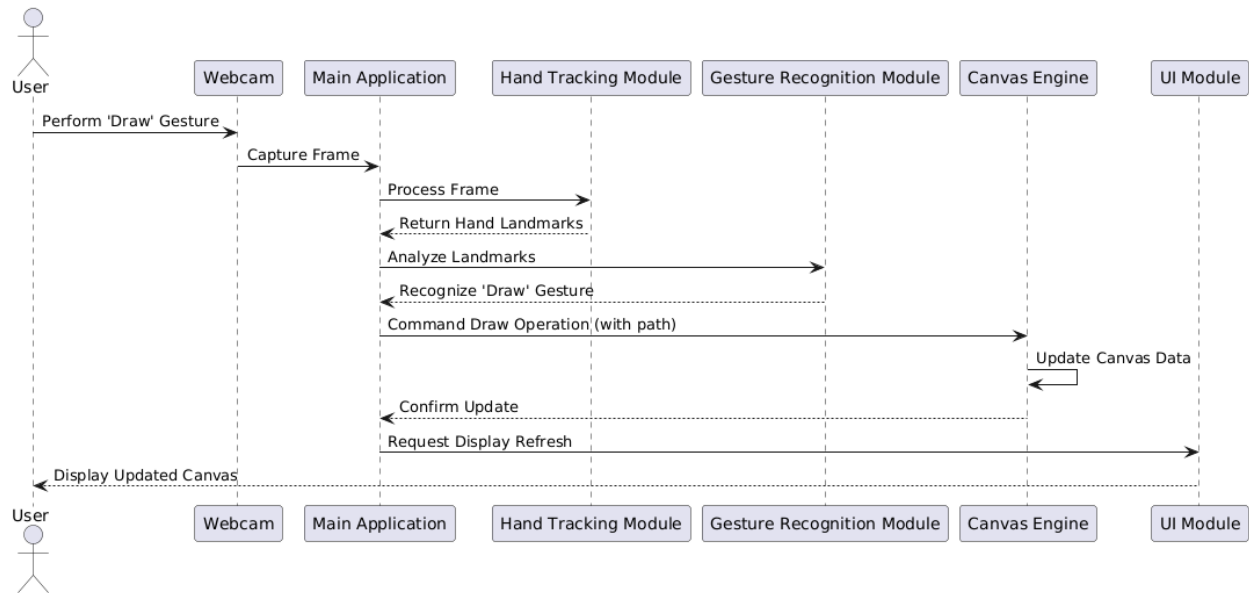 User
Webcam
Main Application
Hand Tracking Module
Gesture Recognition Module
Canvas Engine
UI Module
Perform 'Draw' Gesture
Capture Frame
Process Frame
Return Hand Landmarks
Analyze Landmarks
Recognize 'Draw' Gesture
Command Draw Operation (with path)
Update Canvas Data
Confirm Update
Request Display Refresh
Display Updated Canvas
User
Webcam
Main Application
Hand Tracking Module
Gesture Recognition Module
Canvas Engine
UI Module